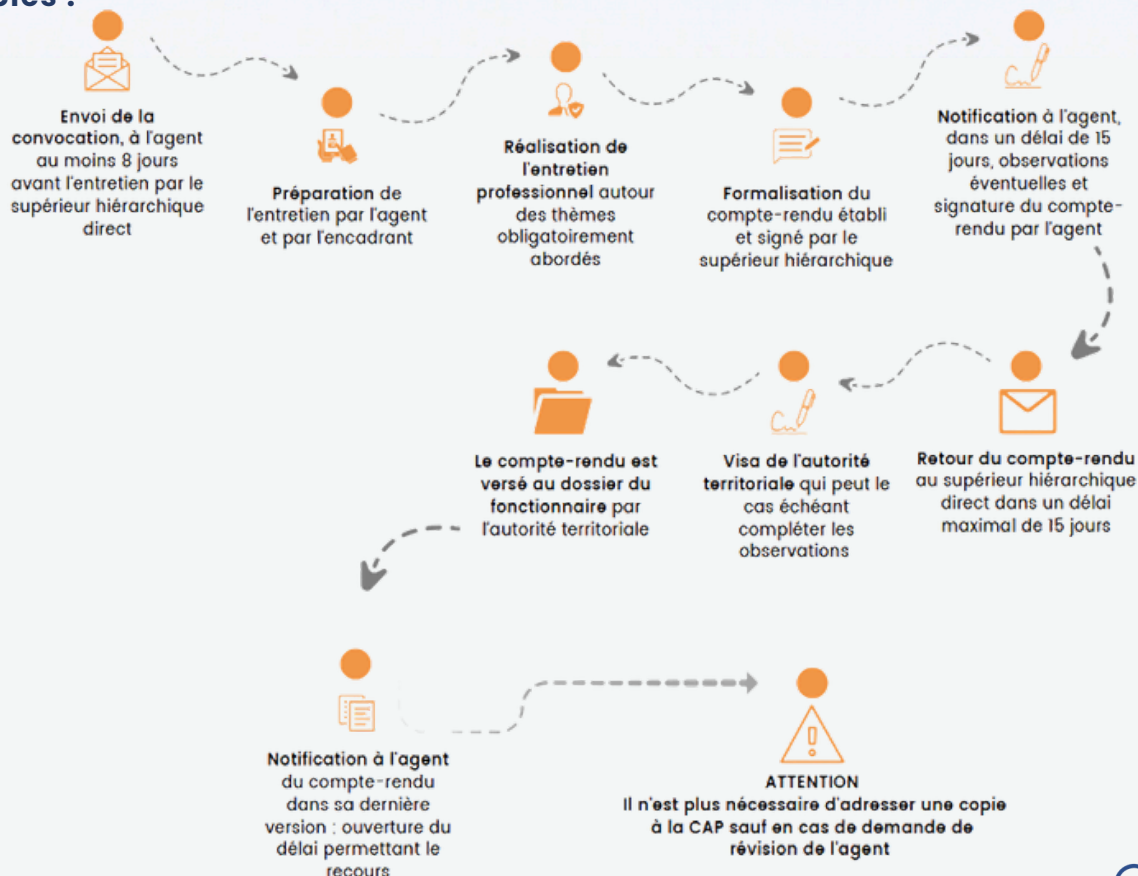 Envoi de la
convocation, à l'agent
au moins 8 jours
avant l'entretien par le
supérieur hiérarchique
direct
Préparation de
l'entretien par l'agent
et par l'encadrant
Réalisation de
l'entretien
professionnel autour
des thèmes
obligatoirement
abordés
Formalisation du
compte-rendu établi
et signé par le
supérieur hiérarchique
Notification à l'agent,
dans un délai de 15
jours, observations
éventuelles et
signature du compte-
rendu par l'agent
Retour du compte-rendu
au supérieur hiérarchique
direct dans un délai
maximal de 15 jours
Visa de l'autorité
territoriale qui peut le
cas échéant
compléter les
observations
Le compte-rendu est
versé au dossier du
fonctionnaire par
l'autorité territoriale
Notification à l'agent
du compte-rendu
dans sa dernière
version : ouverture du
délai permettant le
recours
ATTENTION
Il n'est plus nécessaire d'adresser une copie
à la CAP sauf en cas de demande de
révision de l'agent